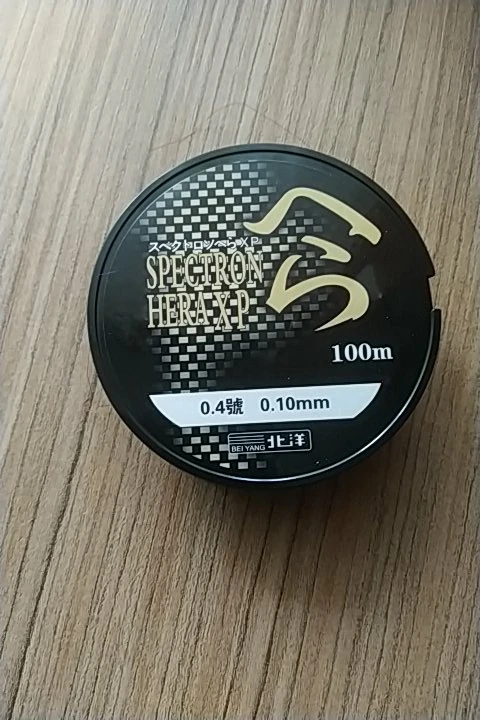 へら
スペクトロンへらXP
SPECTRON
HERA XP
100m
0.4號 0.10mm
BEI YANG 北洋